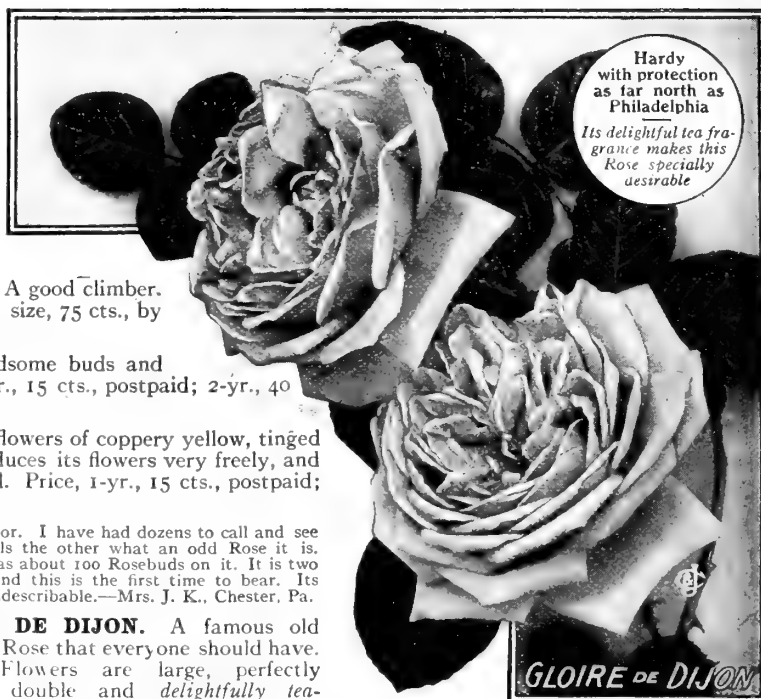 Hardy
with protection
as far north as
Philadelphia
Its delightful tea fra-
grance makes this
Rose specially
desirable
A good climber.
size, 75 cts., by
dsome buds and
r., 15 cts., postpaid; 2-yr., 40
lowers of coppery yellow, tinged
luces its flowers very freely, and
l. Price, 1-yr., 15 cts., postpaid;
or. I have had dozens to call and see
ls the other what an odd Rose it is.
as about 100 Rosebuds on it. It is two
nd this is the first time to bear. Its
describable.—Mrs. J. K., Chester, Pa.
DE DIJON. A famous old
Rose that everyone should have.
Flowers are large, perfectly
double and delightfully tea-
GLOIRE DE DIJON